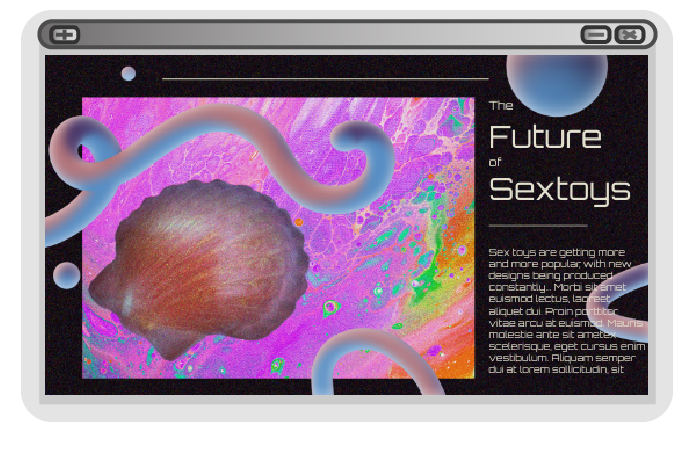 The
Future
of
Sextoys
Sex toys are getting more
and more popular, with new
designs being produced
constantly... Morbi sit amet
euismod lectus, laoreet
aliquet dui. Proin porttitor
vitae arcu at euismod. Mauris
molestie ante sit ametex
scelerisque, eget cursus enim
vestibulum. Aliquam semper
dui at lorem sollicitudin, sit